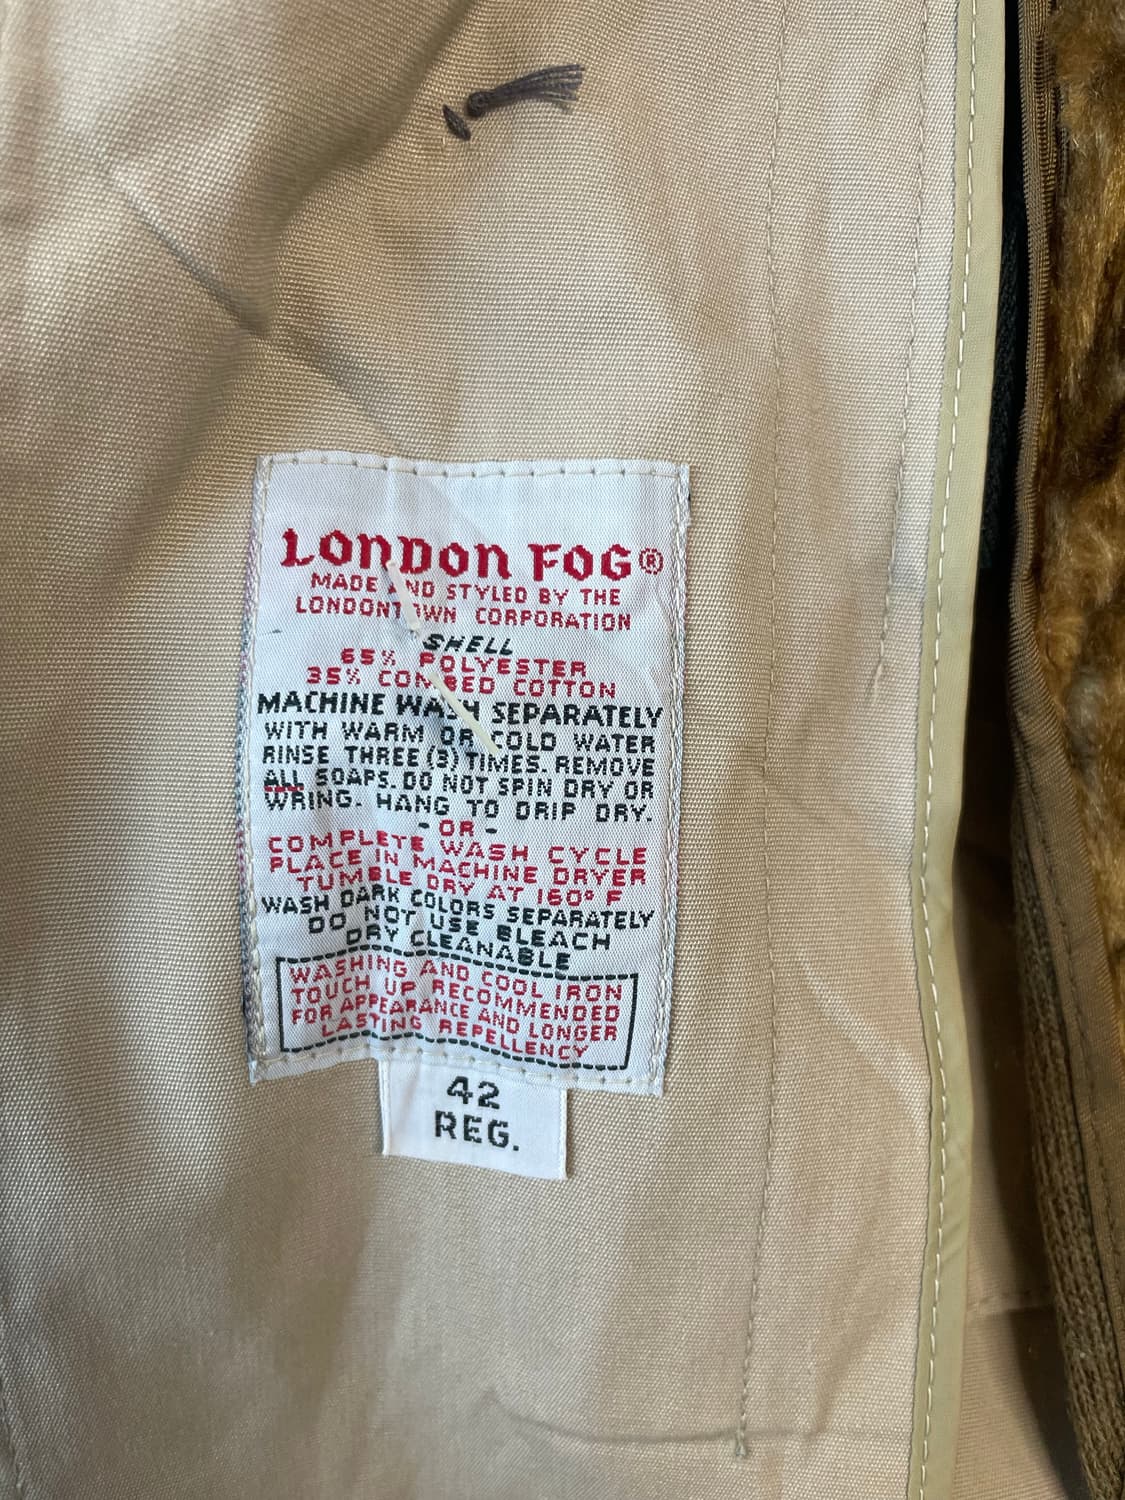 LONDON FOG®
MADE AND STYLED BY THE
LONDONTOWN CORPORATION
SHELL
65% POLYESTER
35% COMBED COTTON
MACHINE WASH SEPARATELY
WITH WARM OR COLD WATER
RINSE THREE (3) TIMES. REMOVE
ALL SOAPS. DO NOT SPIN DRY OR
WRING. HANG TO DRIP DRY.
- OR -
COMPLETE WASH CYCLE
PLACE IN MACHINE DRYER
TUMBLE DRY AT 160° F
WASH DARK COLORS SEPARATELY
DO NOT USE BLEACH
DRY CLEANABLE
WASHING AND COOL IRON
TOUCH UP RECOMMENDED
FOR APPEARANCE AND LONGER
LASTING REPELLENCY
42
REG.